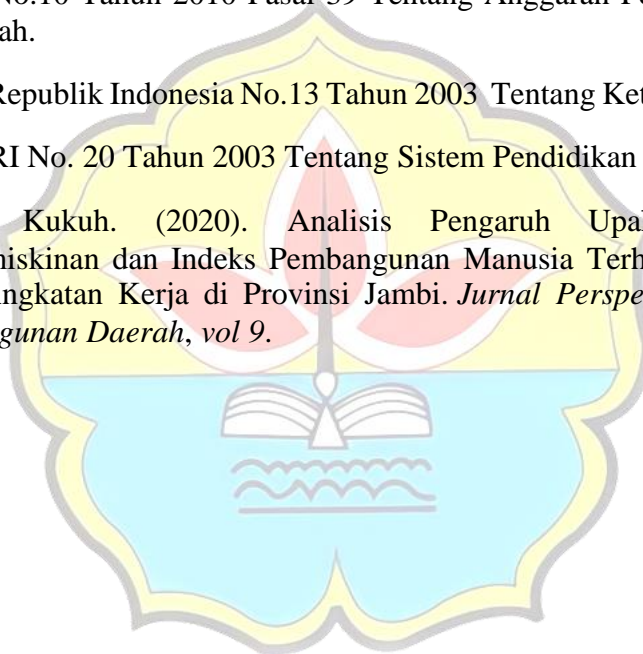 No.10 Tahun 2010 Pasal 39 Tentang Anggaran
ah.
Republik Indonesia No.13 Tahun 2003 Tentang Ket
RI No. 20 Tahun 2003 Tentang Sistem Pendidikan
Kukuh. (2020). Analisis Pengaruh Upa
niskinan dan Indeks Pembangunan Manusia Terh
ngkatan Kerja di Provinsi Jambi. Jurnal Perspe
gunan Daerah, vol 9.